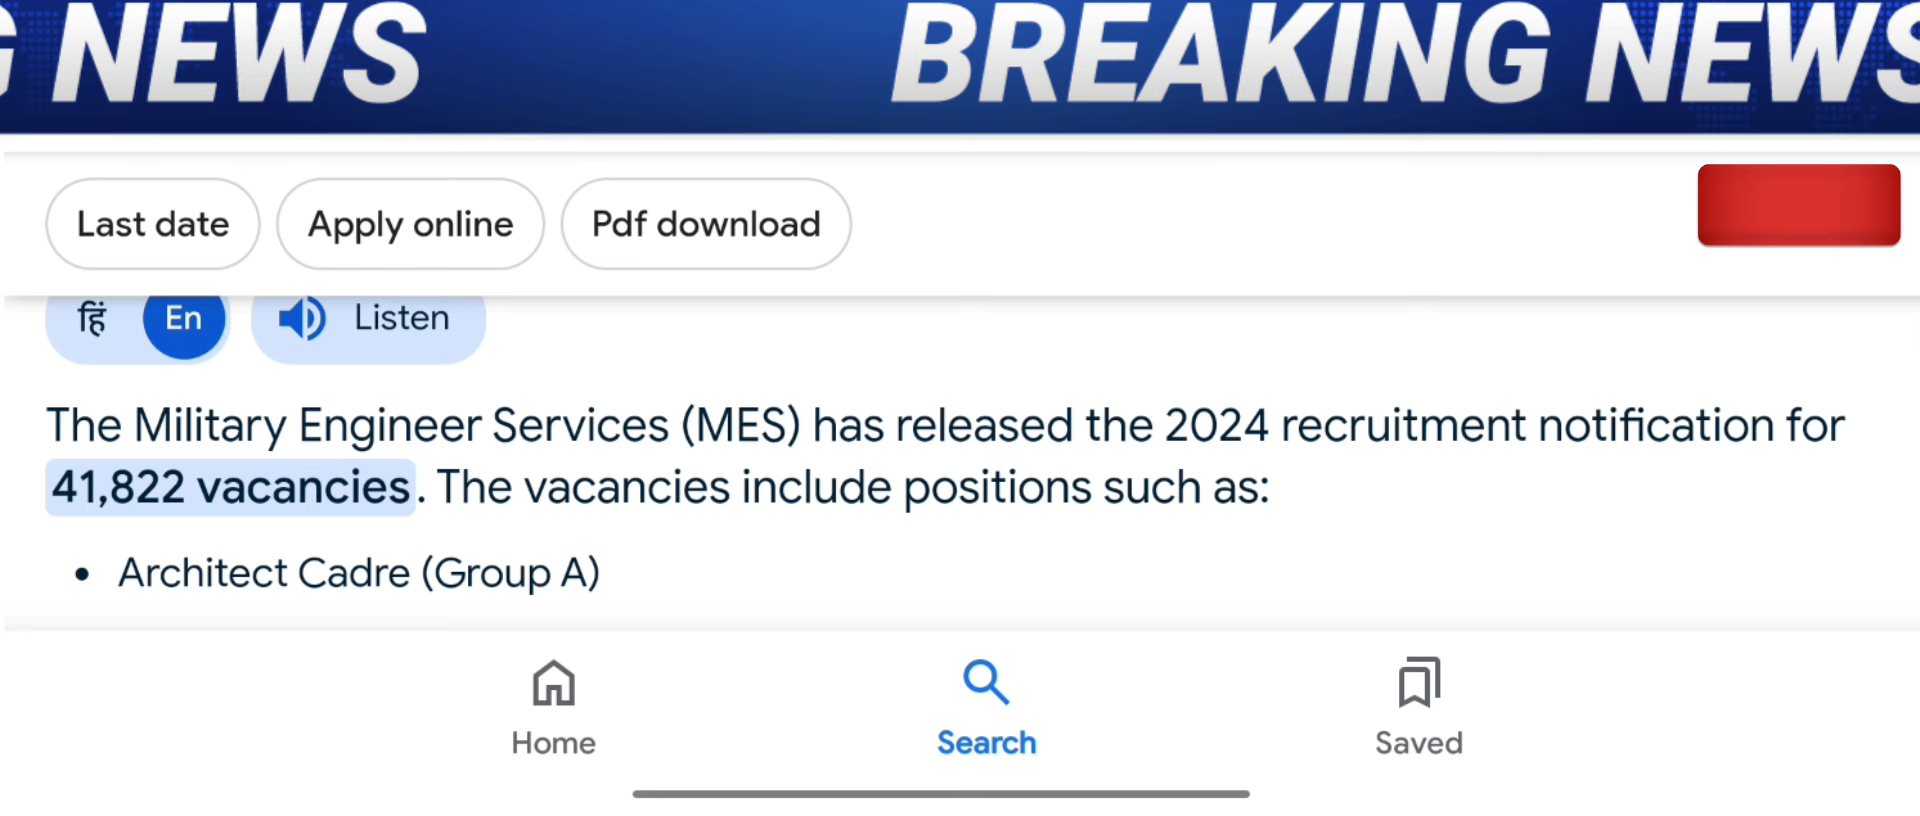 G NEWS BREAKING NEWS
Last date Apply online Pdf download
हिं En Listen
The Military Engineer Services (MES) has released the 2024 recruitment notification for
41,822 vacancies. The vacancies include positions such as:
• Architect Cadre (Group A)
Home Search Saved